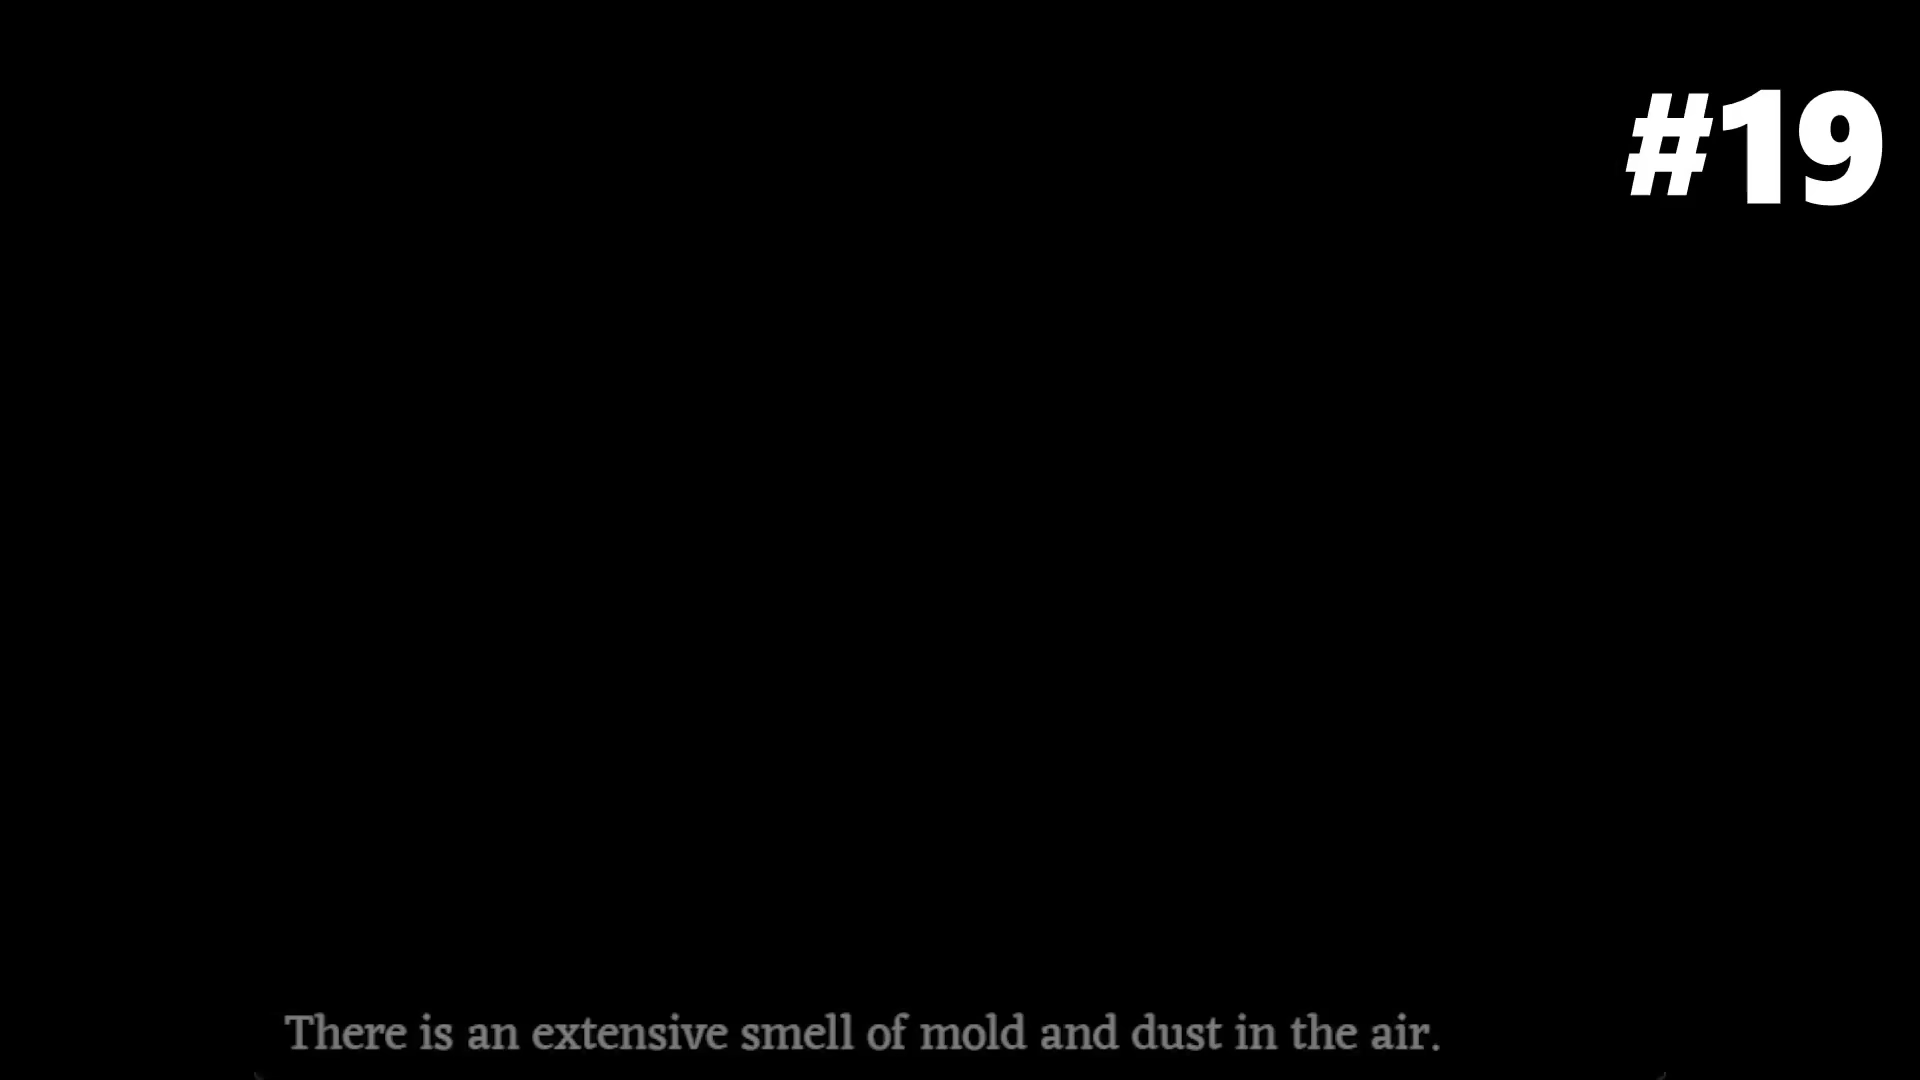 #19
There is an extensive smell of mold and dust in the air.